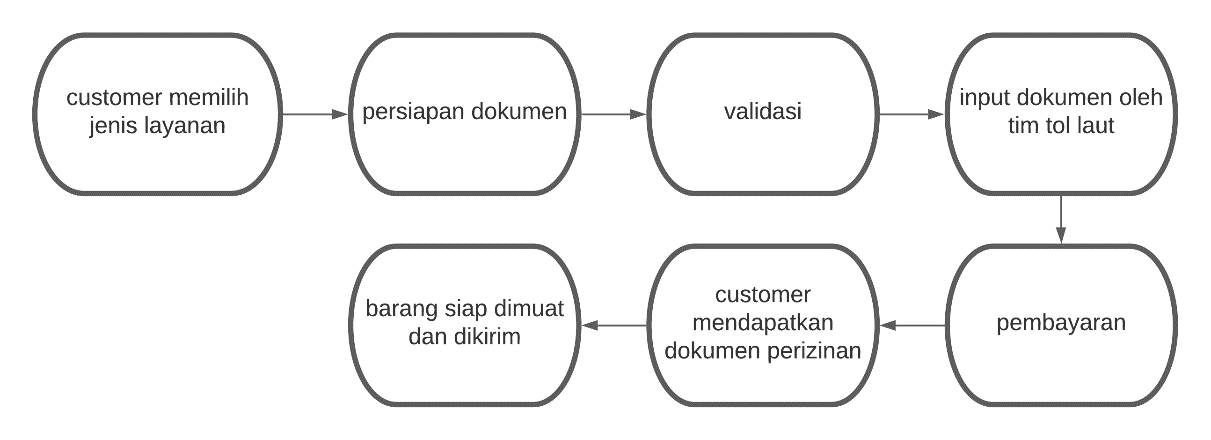 customer memilih
jenis layanan
persiapan dokumen
validasi
input dokumen oleh
tim tol laut
pembayaran
customer
mendapatkan
dokumen perizinan
barang siap dimuat
dan dikirim